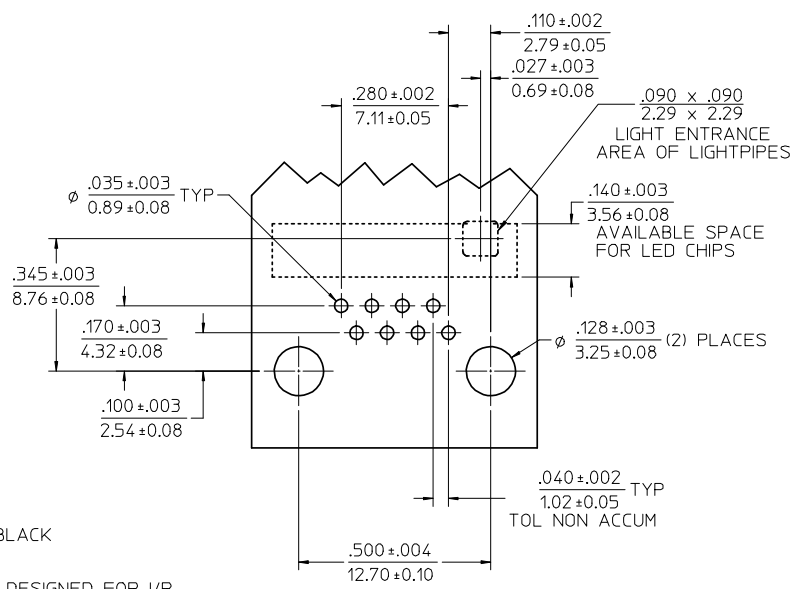 .110 ±.002
2.79 ±0.05
.027 ±.003
0.69 ±0.08
.280 ±.002
7.11 ±0.05
.090 x .090
2.29 x 2.29
LIGHT ENTRANCE
AREA OF LIGHTPIPES
ø .035 ±.003 TYP
0.89 ±0.08
.140 ±.003
3.56 ±0.08
AVAILABLE SPACE
FOR LED CHIPS
.345 ±.003
8.76 ±0.08
.170 ±.003
4.32 ±0.08
ø .128 ±.003 (2) PLACES
3.25 ±0.08
.100 ±.003
2.54 ±0.08
.040 ±.002 TYP
1.02 ±0.05
TOL NON ACCUM
BLACK
.500 ±.004
12.70 ±0.10
DESIGNED FOR I/R